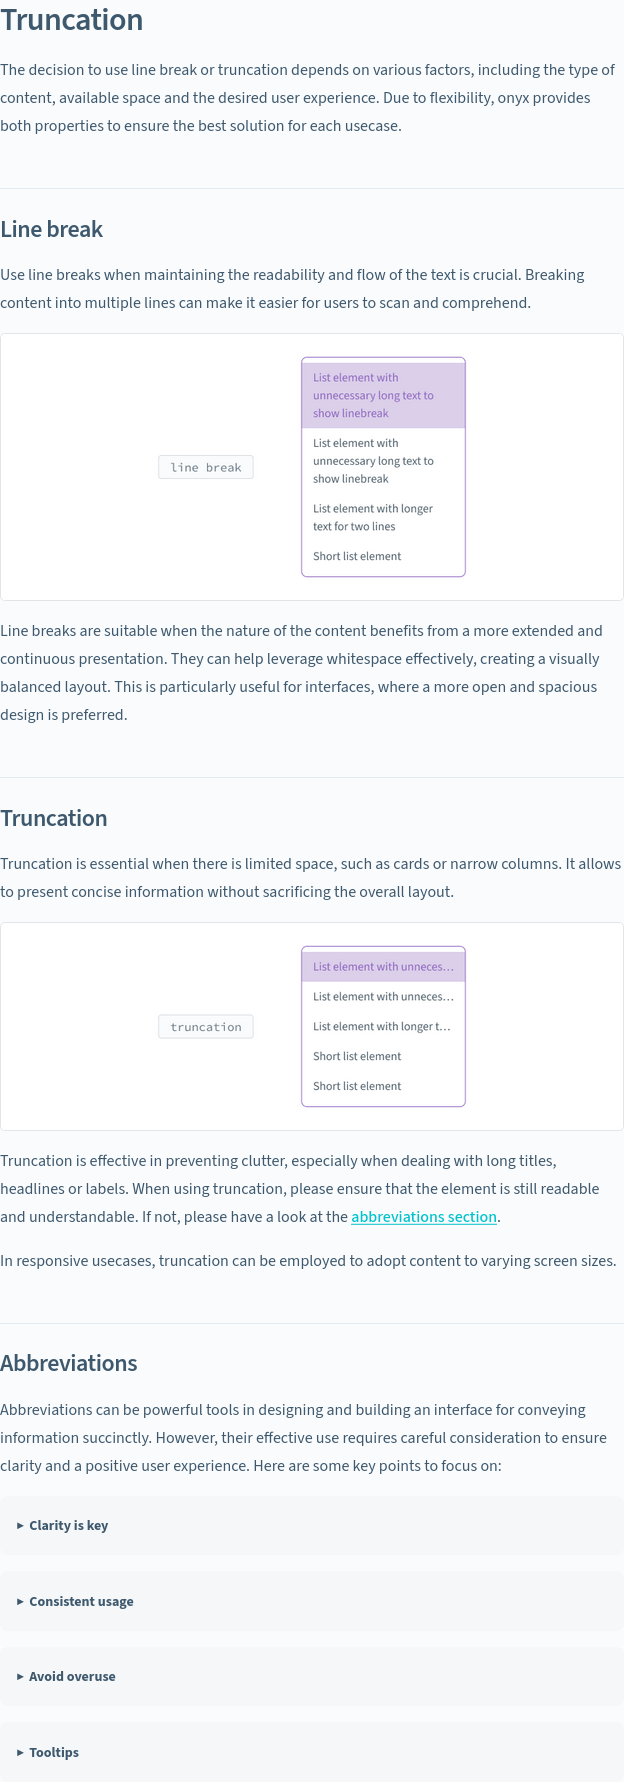 Truncation
The decision to use line break or truncation depends on various factors, including the type of
content, available space and the desired user experience. Due to flexibility, onyx provides
both properties to ensure the best solution for each usecase.
Line break
Use line breaks when maintaining the readability and flow of the text is crucial. Breaking
content into multiple lines can make it easier for users to scan and comprehend.
line break
List element with
unnecessary long text to
show linebreak
List element with
unnecessary long text to
show linebreak
List element with longer
text for two lines
Short list element
Line breaks are suitable when the nature of the content benefits from a more extended and
continuous presentation. They can help leverage whitespace effectively, creating a visually
balanced layout. This is particularly useful for interfaces, where a more open and spacious
design is preferred.
Truncation
Truncation is essential when there is limited space, such as cards or narrow columns. It allows
to present concise information without sacrificing the overall layout.
truncation
List element with unneces...
List element with unneces...
List element with longer t...
Short list element
Short list element
Truncation is effective in preventing clutter, especially when dealing with long titles,
headlines or labels. When using truncation, please ensure that the element is still readable
and understandable. If not, please have a look at the abbreviations section.
In responsive usecases, truncation can be employed to adopt content to varying screen sizes.
Abbreviations
Abbreviations can be powerful tools in designing and building an interface for conveying
information succinctly. However, their effective use requires careful consideration to ensure
clarity and a positive user experience. Here are some key points to focus on:
▸ Clarity is key
▸ Consistent usage
▸ Avoid overuse
▸ Tooltips